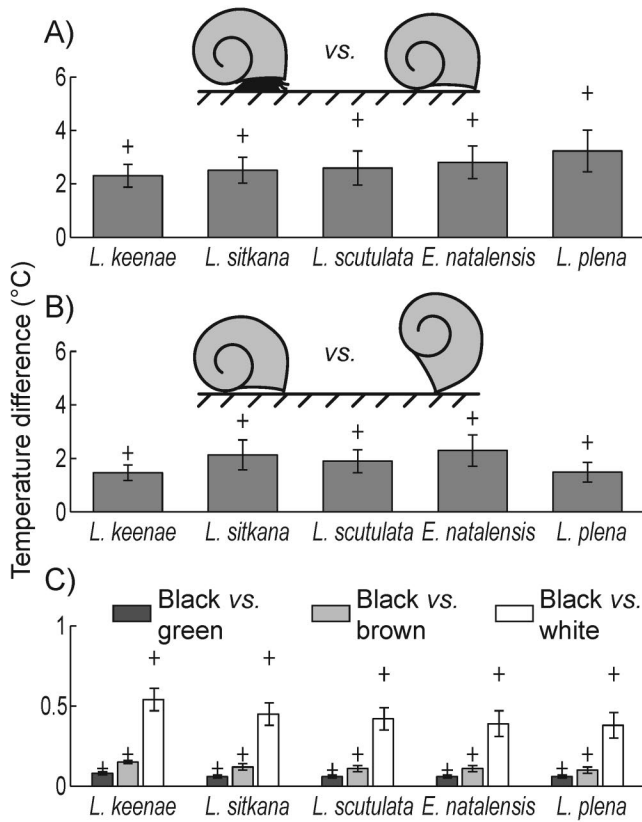 A)
vs.
6
4
2
0
L. keenae L. sitkana L. scutulata E. natalensis L. plena
Temperature difference (°C)
B)
vs.
6
4
2
0
L. keenae L. sitkana L. scutulata E. natalensis L. plena
C)
Black vs. green
Black vs. brown
Black vs. white
1
0.5
0
L. keenae L. sitkana L. scutulata E. natalensis L. plena